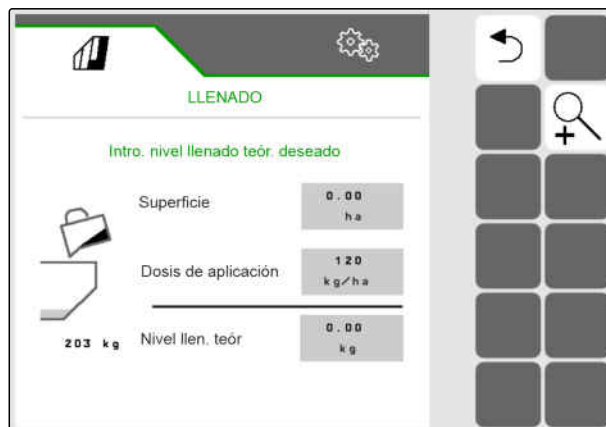 LLENADO
Intro. nivel llenado teór. deseado
Superficie
0.00
ha
Dosis de aplicación
120
kg/ha
203 kg
Nivel llen. teór
0.00
kg